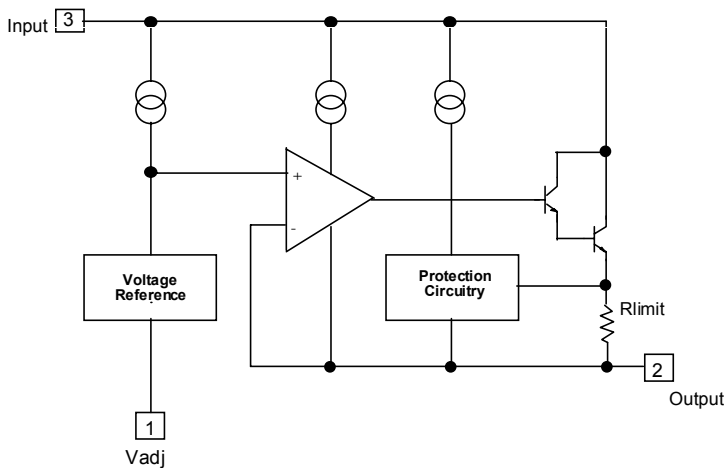 Input 3
+
-
Voltage
Reference
Protection
Circuitry
Rlimit
2
Output
1
Vadj